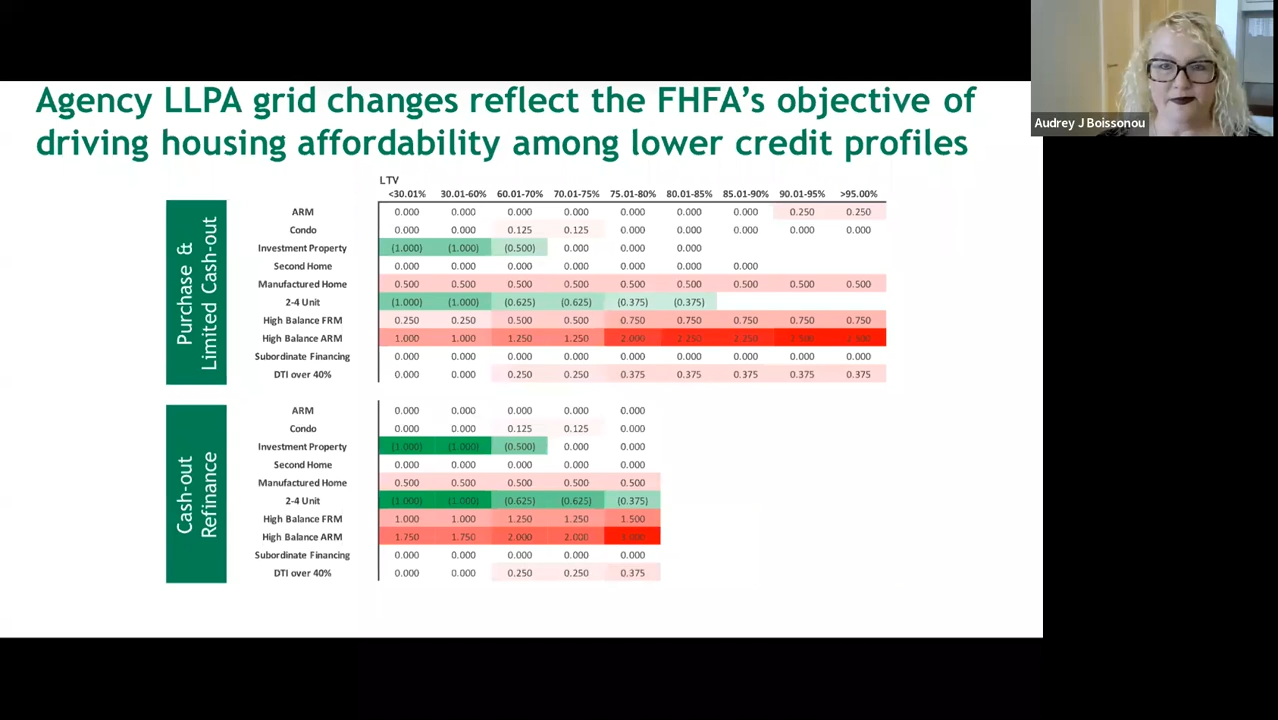 Agency LLPA grid changes reflect the FHFA's objective of
driving housing affordability among lower credit profiles
Audrey J Boissonou
LTV
<30.01% 30.01-60% 60.01-70% 70.01-75% 75.01-80% 80.01-85% 85.01-90% 90.01-95% >95.00%
Purchase &
Limited Cash-out
ARM 0.000 0.000 0.000 0.000 0.000 0.000 0.000 0.250 0.250
Condo 0.000 0.000 0.125 0.125 0.000 0.000 0.000 0.000 0.000
Investment Property (1.000) (1.000) (0.500) 0.000 0.000 0.000
Second Home 0.000 0.000 0.000 0.000 0.000 0.000 0.000
Manufactured Home 0.500 0.500 0.500 0.500 0.500 0.500 0.500 0.500 0.500
2-4 Unit (1.000) (1.000) (0.625) (0.625) (0.375) (0.375)
High Balance FRM 0.250 0.250 0.500 0.500 0.750 0.750 0.750 0.750 0.750
High Balance ARM 1.000 1.000 1.250 1.250 2.000 2.250 2.250 2.500 2.500
Subordinate Financing 0.000 0.000 0.000 0.000 0.000 0.000 0.000 0.000 0.000
DTI over 40% 0.000 0.000 0.250 0.250 0.375 0.375 0.375 0.375 0.375
Cash-out
Refinance
ARM 0.000 0.000 0.000 0.000 0.000
Condo 0.000 0.000 0.125 0.125 0.000
Investment Property (1.000) (1.000) (0.500) 0.000 0.000
Second Home 0.000 0.000 0.000 0.000 0.000
Manufactured Home 0.500 0.500 0.500 0.500 0.500
2-4 Unit (1.000) (1.000) (0.625) (0.625) (0.375)
High Balance FRM 1.000 1.000 1.250 1.250 1.500
High Balance ARM 1.750 1.750 2.000 2.000
Subordinate Financing 0.000 0.000 0.000 0.000 0.000
DTI over 40% 0.000 0.000 0.250 0.250 0.375